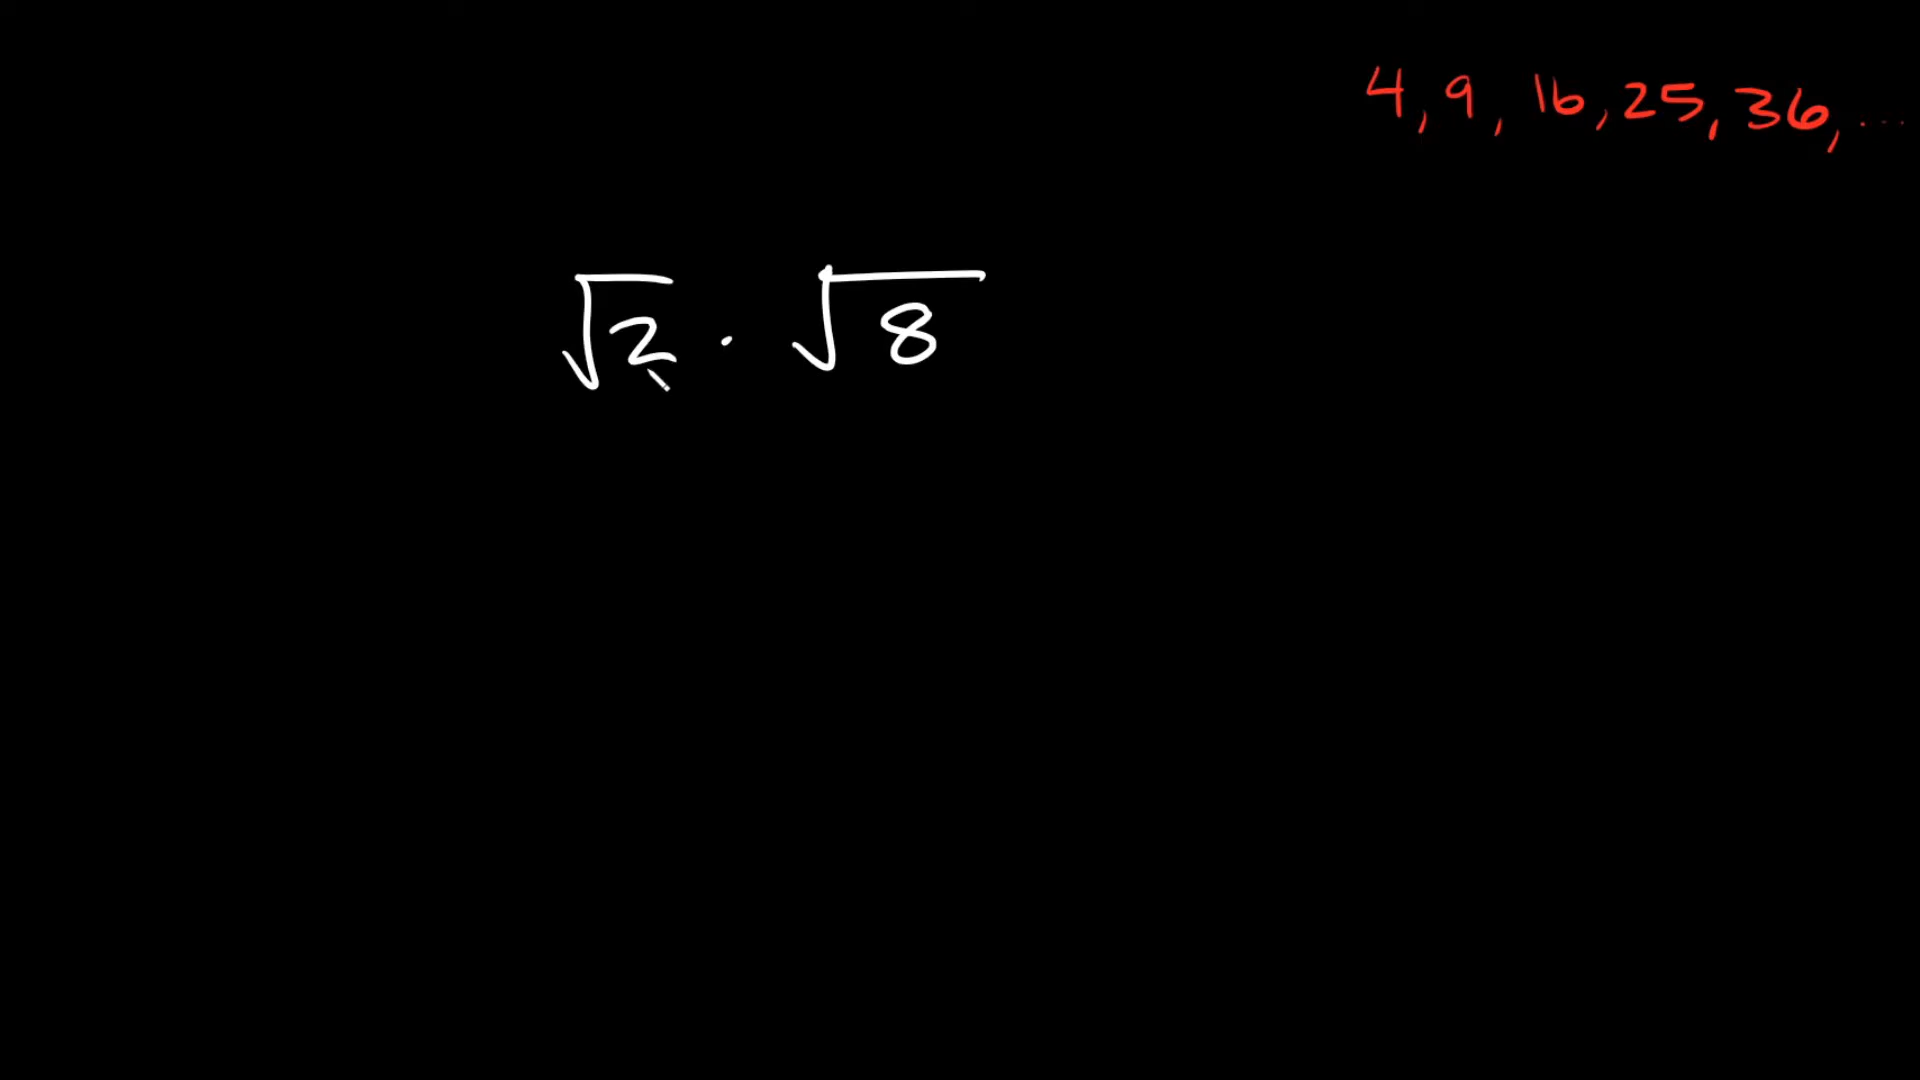 4, 9, 16, 25, 36, ...
√2 · √8